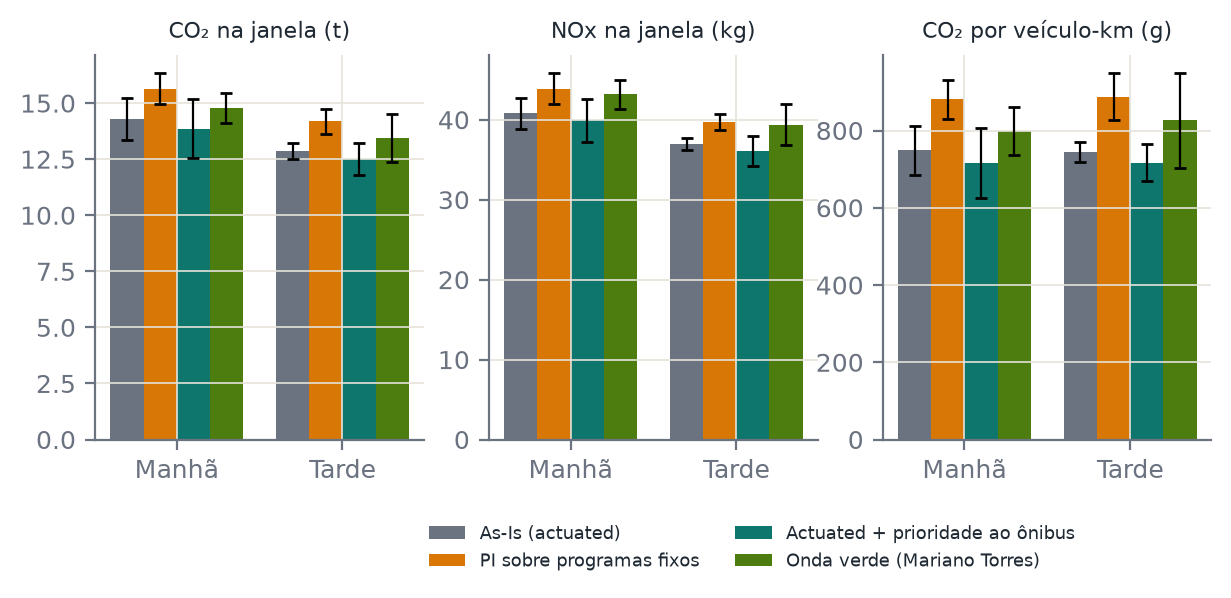 CO₂ na janela (t)
NOx na janela (kg)
CO₂ por veículo-km (g)
15.0
12.5
10.0
7.5
5.0
2.5
0.0
Manhã
Tarde
40
30
20
10
0
Manhã
Tarde
800
600
400
200
0
Manhã
Tarde
As-Is (actuated)
PI sobre programas fixos
Actuated + prioridade ao ônibus
Onda verde (Mariano Torres)